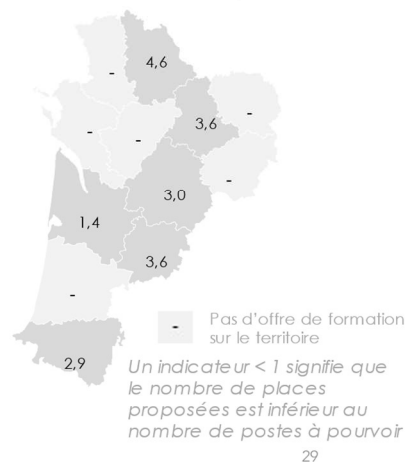 4,6
-
3,6
-
-
-
-
3,0
1,4
3,6
-
- Pas d'offre de formation
sur le territoire
2,9
Un indicateur < 1 signifie que
le nombre de places
proposées est inférieur au
nombre de postes à pourvoir
29